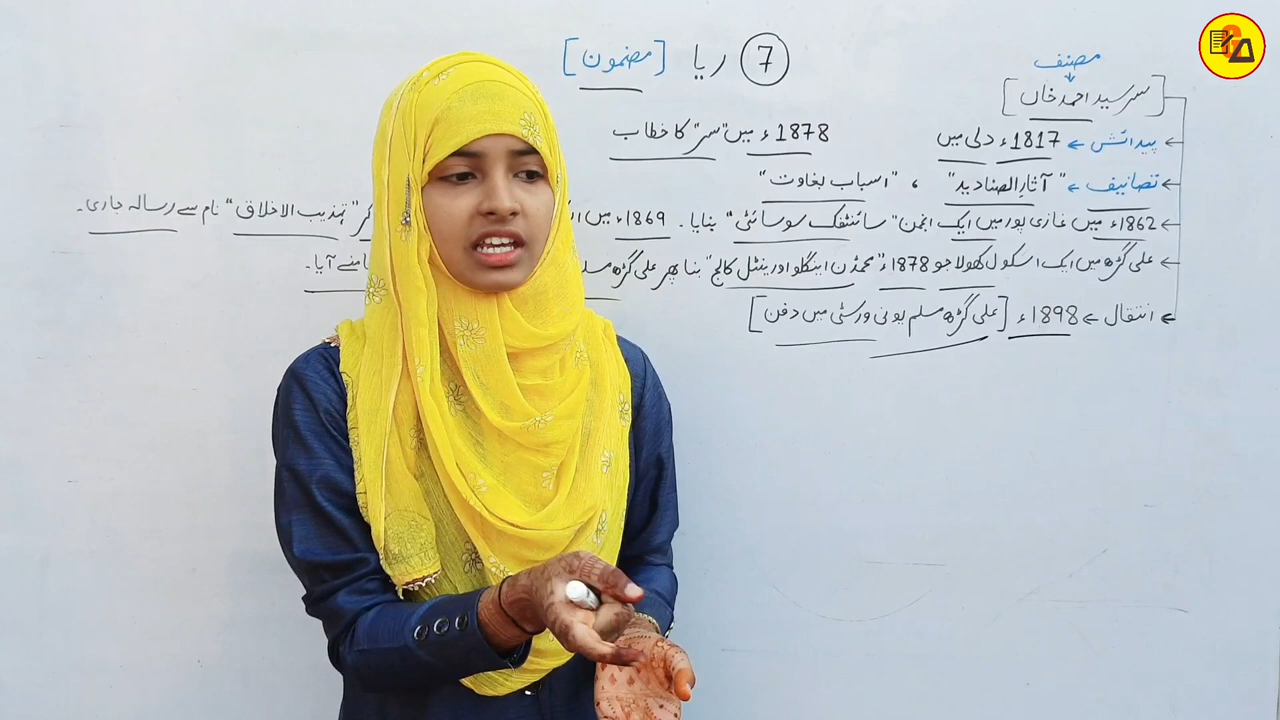 7 ریا [مضمون]
مصنف
[سر سید احمد خاں]
پیدائش ← 1817ء دلی میں
1878ء میں "سر" کا خطاب
تصانیف ← "آثار الصنادید" ، "اسباب بغاوت"
1862ء میں غازی پور میں ایک انجمن "سائنٹفک سوسائٹی" بنایا۔ 1869ء میں کر "تہذیب الاخلاق" نام سے رسالہ جاری۔
علی گڑھ میں ایک اسکول کھولا جو 1878ء "محمڈن اینگلو اورینٹل کالج" بنا پھر علی گڑھ سامنے آیا۔
انتقال ← 1898ء [علی گڑھ مسلم یونی ورسٹی میں دفن]